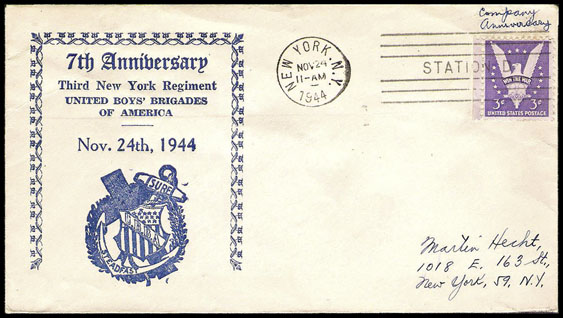 Company
Anniversary
7th Anniversary
Third New York Regiment
UNITED BOYS' BRIGADES
OF AMERICA
Nov. 24th, 1944
SURE
U.B.B.A.
STEADFAST
NEW YORK, N.Y.
NOV 24
11-AM
1944
STATION D
WIN THE WAR
3¢ 3¢
UNITED STATES POSTAGE
Martin Hecht,
1018 E. 163 St.,
New York, 59. N.Y.